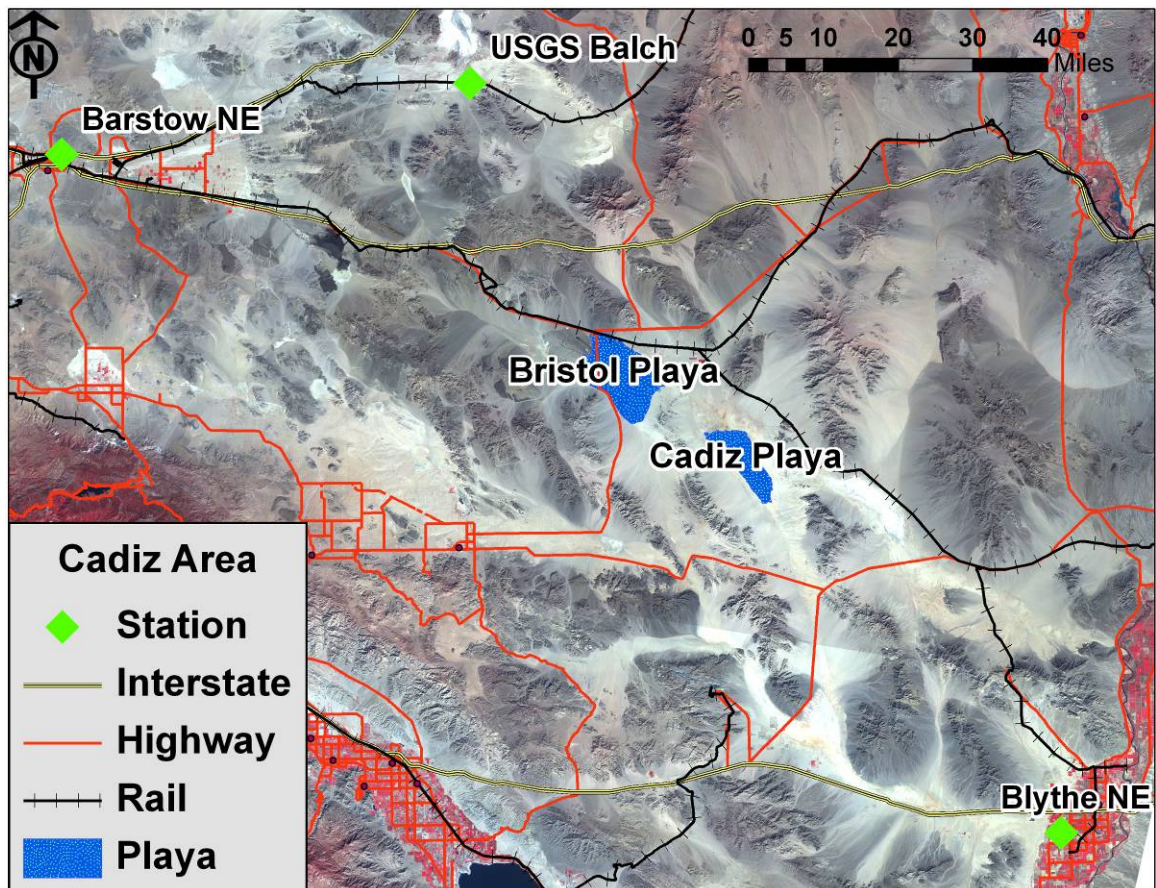 N
USGS Balch
0 5 10 20 30 40
Miles
Barstow NE
Bristol Playa
Cadiz Playa
Blythe NE
Cadiz Area
Station
Interstate
Highway
Rail
Playa